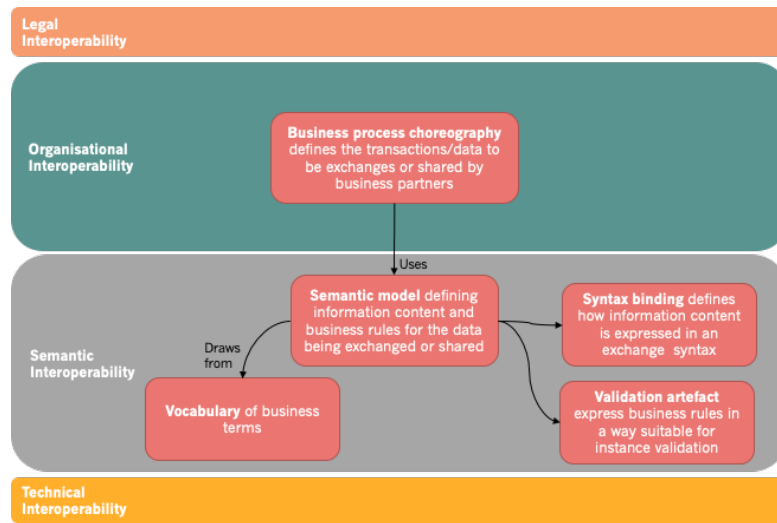 Legal
Interoperability
Organisational
Interoperability
Business process choreography
defines the transactions/data to
be exchanges or shared by
business partners
Uses
Semantic
Interoperability
Semantic model defining
information content and
business rules for the data
being exchanged or shared
Syntax binding defines
how information content
is expressed in an
exchange syntax
Draws
from
Vocabulary of business
terms
Validation artefact
express business rules in
a way suitable for
instance validation
Technical
Interoperability